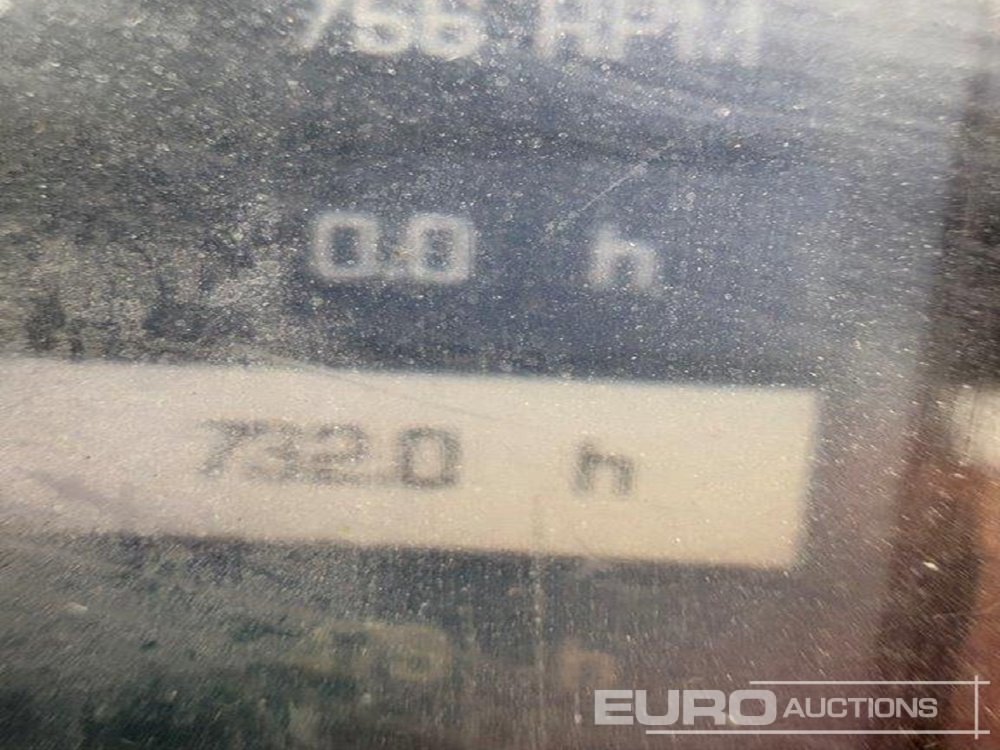 756 RPM
0.0 h
732.0 h
EURO AUCTIONS